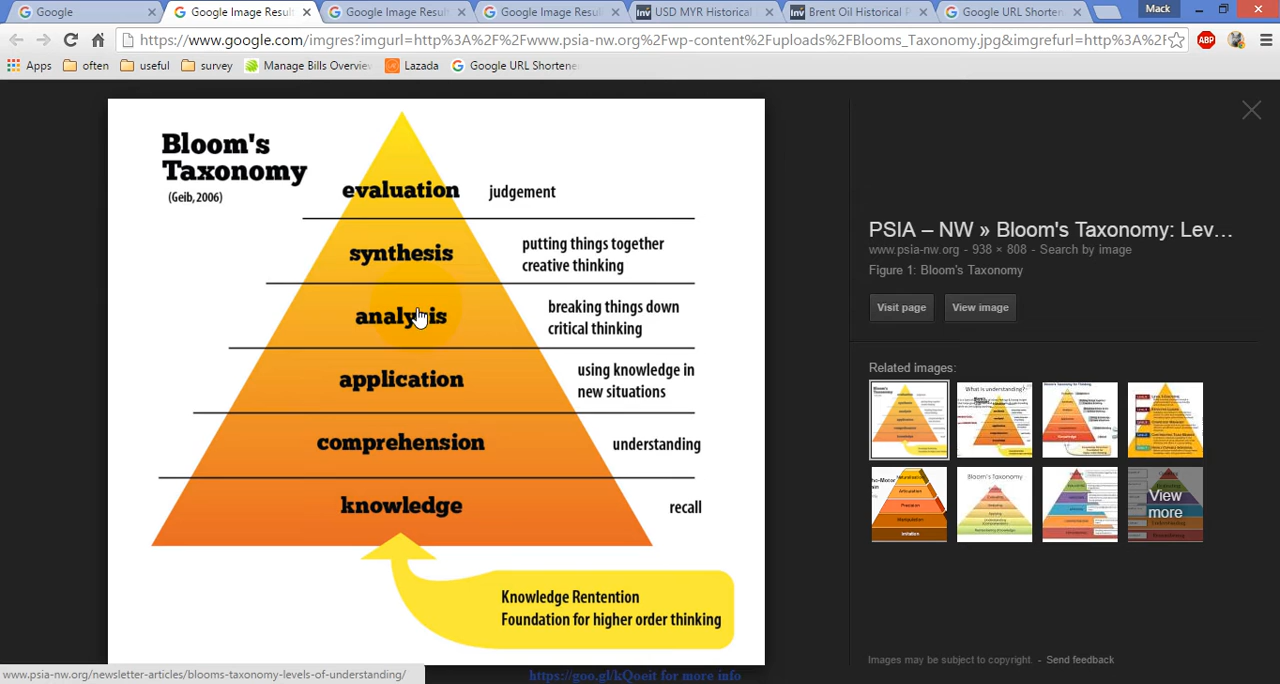 Google
Google Image Resul
Google Image Resul
Google Image Resul
USD MYR Historical
Brent Oil Historical P
Google URL Shorten
Mack
https://www.google.com/imgres?imgurl=http%3A%2F%2Fwww.psia-nw.org%2Fwp-content%2Fuploads%2FBlooms_Taxonomy.jpg&imgrefurl=http%3A%2F
ABP
Apps
often
useful
survey
Manage Bills Overvie
Lazada
Google URL Shortene
Bloom's
Taxonomy
(Geib, 2006)
evaluation judgement
synthesis putting things together
creative thinking
analysis breaking things down
critical thinking
application using knowledge in
new situations
comprehension understanding
knowledge recall
Knowledge Rentention
Foundation for higher order thinking
PSIA – NW » Bloom's Taxonomy: Lev…
www.psia-nw.org - 938 × 808 - Search by image
Figure 1: Bloom's Taxonomy
Visit page
View image
Related images:
View
more
Images may be subject to copyright. - Send feedback
www.psia-nw.org/newsletter-articles/blooms-taxonomy-levels-of-understanding/
https://goo.gl/kQoeit for more info